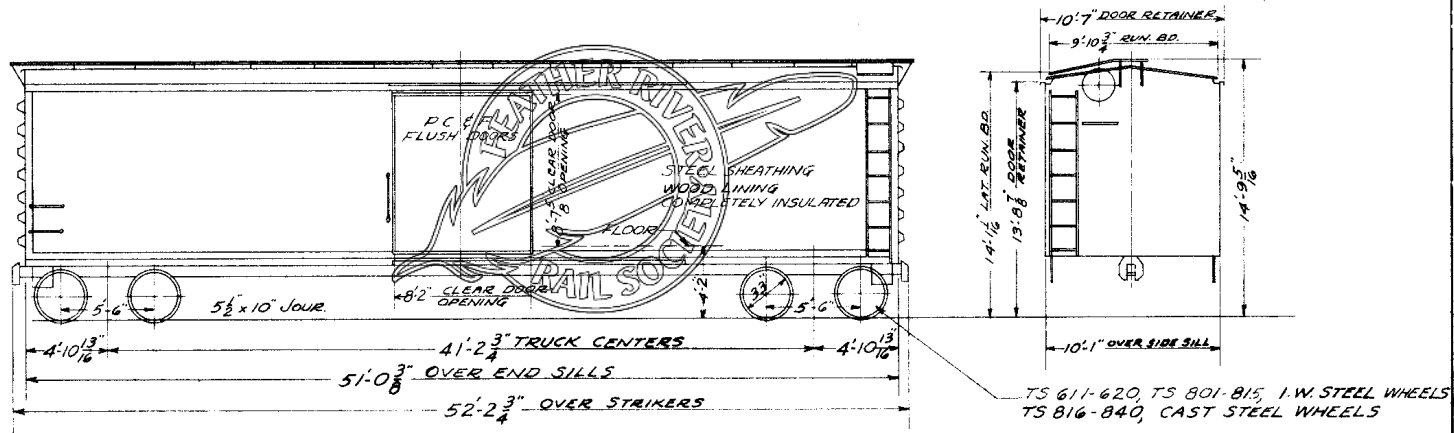 10'-7" DOOR RETAINER
9'-10 3/4" RUN. BD.
FEATHER RIVER
RAIL SOCIETY
P C & F
FLUSH DOORS
8'-7 5/8" CLEAR DOOR
OPENING
STEEL SHEATHING
WOOD LINING
COMPLETELY INSULATED
FLOOR
14'-1 1/16" LAT. RUN. BD.
13'-8 7/8" DOOR
RETAINER
14'-9 5/16"
8'-2" CLEAR DOOR
OPENING
4'-2"
33"
5'-6"
5 1/2 x 10" JOUR.
5'-6"
4'-10 13/16"
41'-2 3/4" TRUCK CENTERS
4'-10 13/16"
10'-1" OVER SIDE SILL
51'-0 3/8" OVER END SILLS
52'-2 3/4" OVER STRIKERS
TS 611-620, TS 801-815, I.W. STEEL WHEELS
TS 816-840, CAST STEEL WHEELS